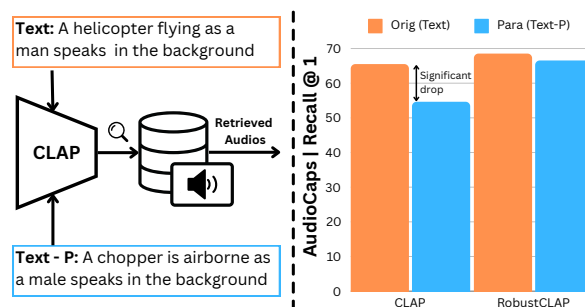 Text: A helicopter flying as a
man speaks in the background
CLAP
Retrieved
Audios
Text - P: A chopper is airborne as
a male speaks in the background
Orig (Text)
Para (Text-P)
AudioCaps | Recall @ 1
70
60
50
40
30
20
10
0
Significant
drop
CLAP
RobustCLAP